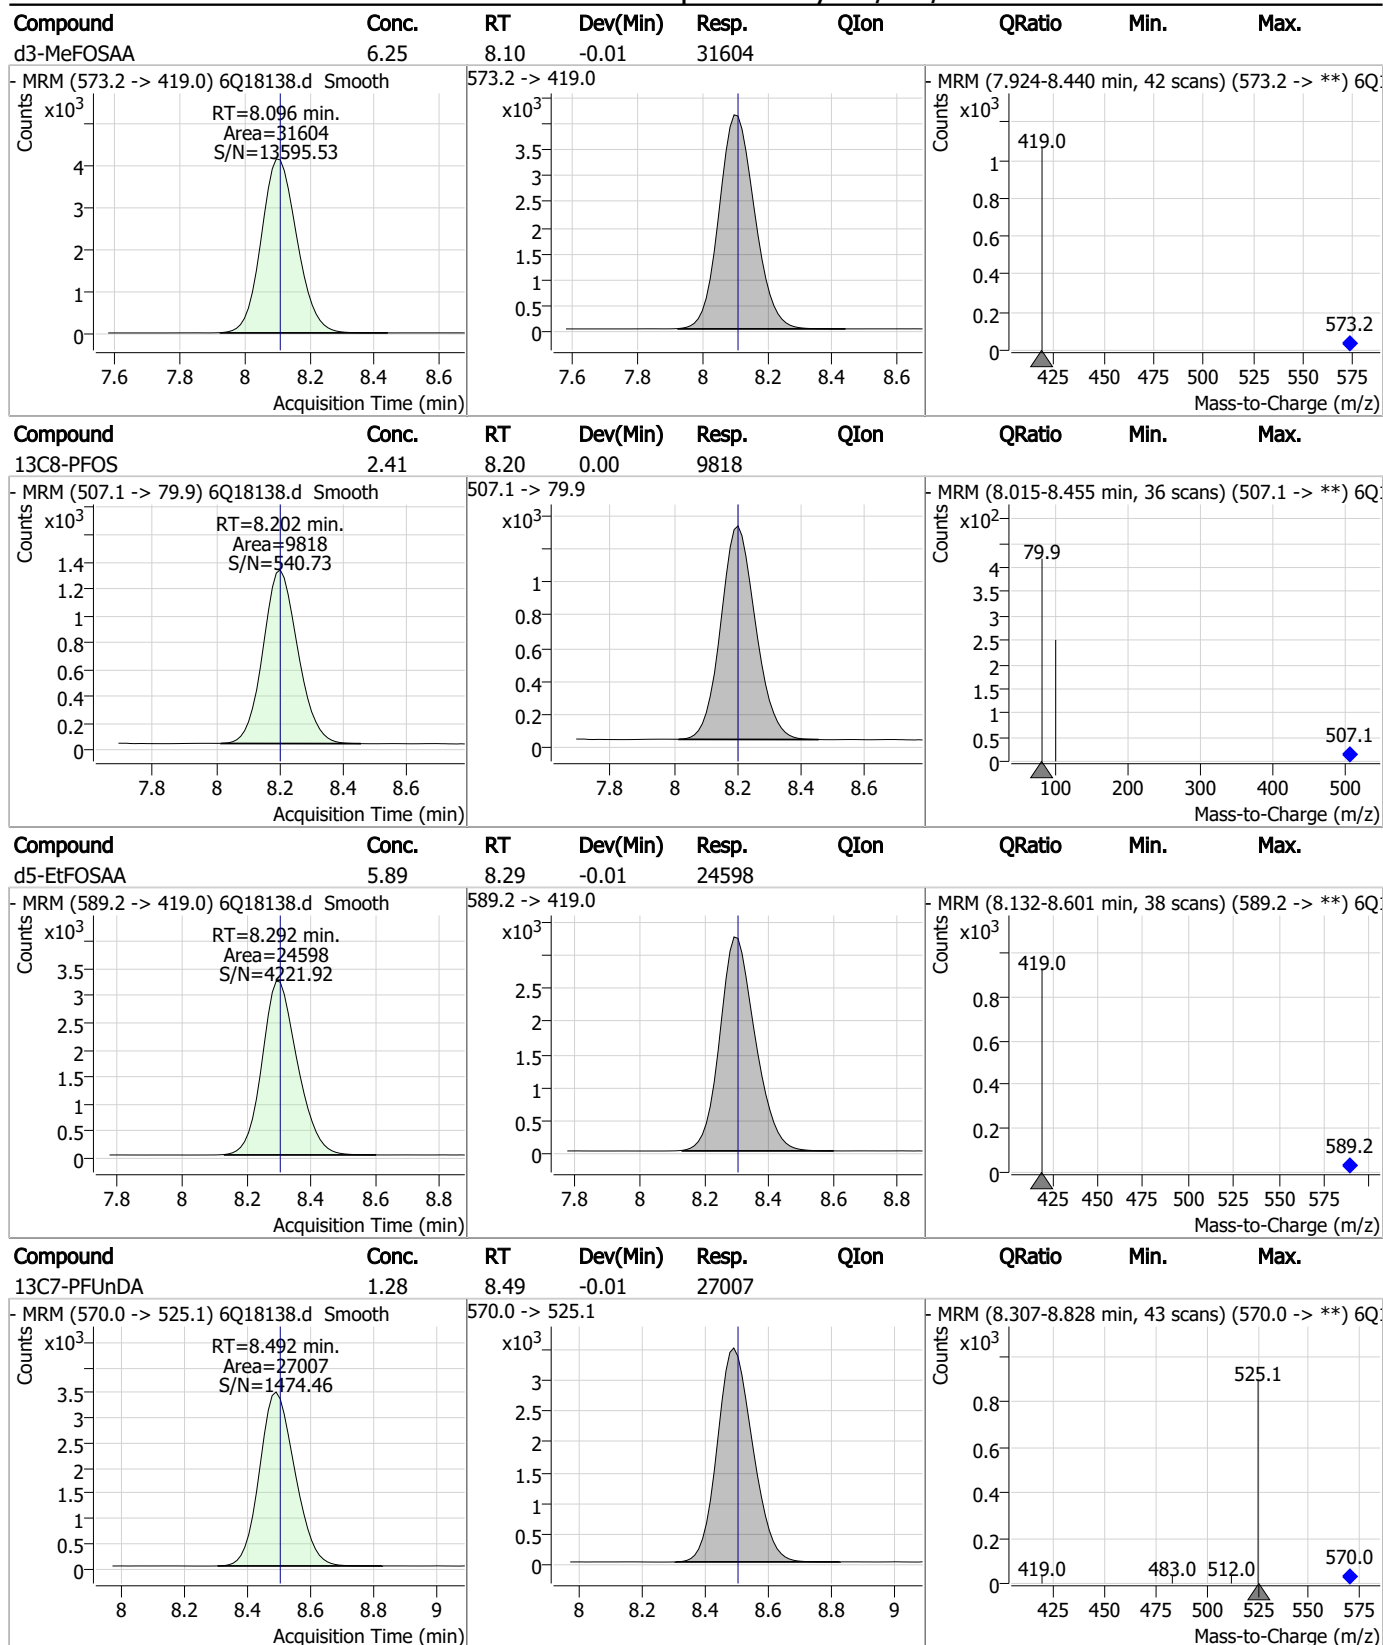 Compound Conc. RT Dev(Min) Resp. QIon QRatio Min. Max.
d3-MeFOSAA 6.25 8.10 -0.01 31604
- MRM (573.2 -> 419.0) 6Q18138.d Smooth
Counts
x10³
RT=8.096 min.
Area=31604
S/N=13595.53
4
3
2
1
0
7.6 7.8 8 8.2 8.4 8.6
Acquisition Time (min)
573.2 -> 419.0
x10³
3.5
3
2.5
2
1.5
1
0.5
0
7.6 7.8 8 8.2 8.4 8.6
- MRM (7.924-8.440 min, 42 scans) (573.2 -> **)
Counts
x10³
419.0
1
0.8
0.6
0.4
0.2
0
573.2
425 450 475 500 525 550 575
Mass-to-Charge (m/z)
Compound Conc. RT Dev(Min) Resp. QIon QRatio Min. Max.
13C8-PFOS 2.41 8.20 0.00 9818
- MRM (507.1 -> 79.9) 6Q18138.d Smooth
Counts
x10³
RT=8.202 min.
Area=9818
S/N=540.73
1.4
1.2
1
0.8
0.6
0.4
0.2
0
7.8 8 8.2 8.4 8.6
Acquisition Time (min)
507.1 -> 79.9
x10³
1
0.8
0.6
0.4
0.2
0
7.8 8 8.2 8.4 8.6
- MRM (8.015-8.455 min, 36 scans) (507.1 -> **)
Counts
x10²
79.9
4
3.5
3
2.5
2
1.5
1
0.5
0
507.1
100 200 300 400 500
Mass-to-Charge (m/z)
Compound Conc. RT Dev(Min) Resp. QIon QRatio Min. Max.
d5-EtFOSAA 5.89 8.29 -0.01 24598
- MRM (589.2 -> 419.0) 6Q18138.d Smooth
Counts
x10³
RT=8.292 min.
Area=24598
S/N=4221.92
3.5
3
2.5
2
1.5
1
0.5
0
7.8 8 8.2 8.4 8.6 8.8
Acquisition Time (min)
589.2 -> 419.0
x10³
2.5
2
1.5
1
0.5
0
7.8 8 8.2 8.4 8.6 8.8
- MRM (8.132-8.601 min, 38 scans) (589.2 -> **)
Counts
x10³
419.0
0.8
0.6
0.4
0.2
0
589.2
425 450 475 500 525 550 575
Mass-to-Charge (m/z)
Compound Conc. RT Dev(Min) Resp. QIon QRatio Min. Max.
13C7-PFUnDA 1.28 8.49 -0.01 27007
- MRM (570.0 -> 525.1) 6Q18138.d Smooth
Counts
x10³
RT=8.492 min.
Area=27007
S/N=1474.46
3.5
3
2.5
2
1.5
1
0.5
0
8 8.2 8.4 8.6 8.8 9
Acquisition Time (min)
570.0 -> 525.1
x10³
3
2.5
2
1.5
1
0.5
0
8 8.2 8.4 8.6 8.8 9
- MRM (8.307-8.828 min, 43 scans) (570.0 -> **)
Counts
x10³
525.1
0.8
0.6
0.4
0.2
0
419.0 483.0 512.0 570.0
425 450 475 500 525 550 575
Mass-to-Charge (m/z)